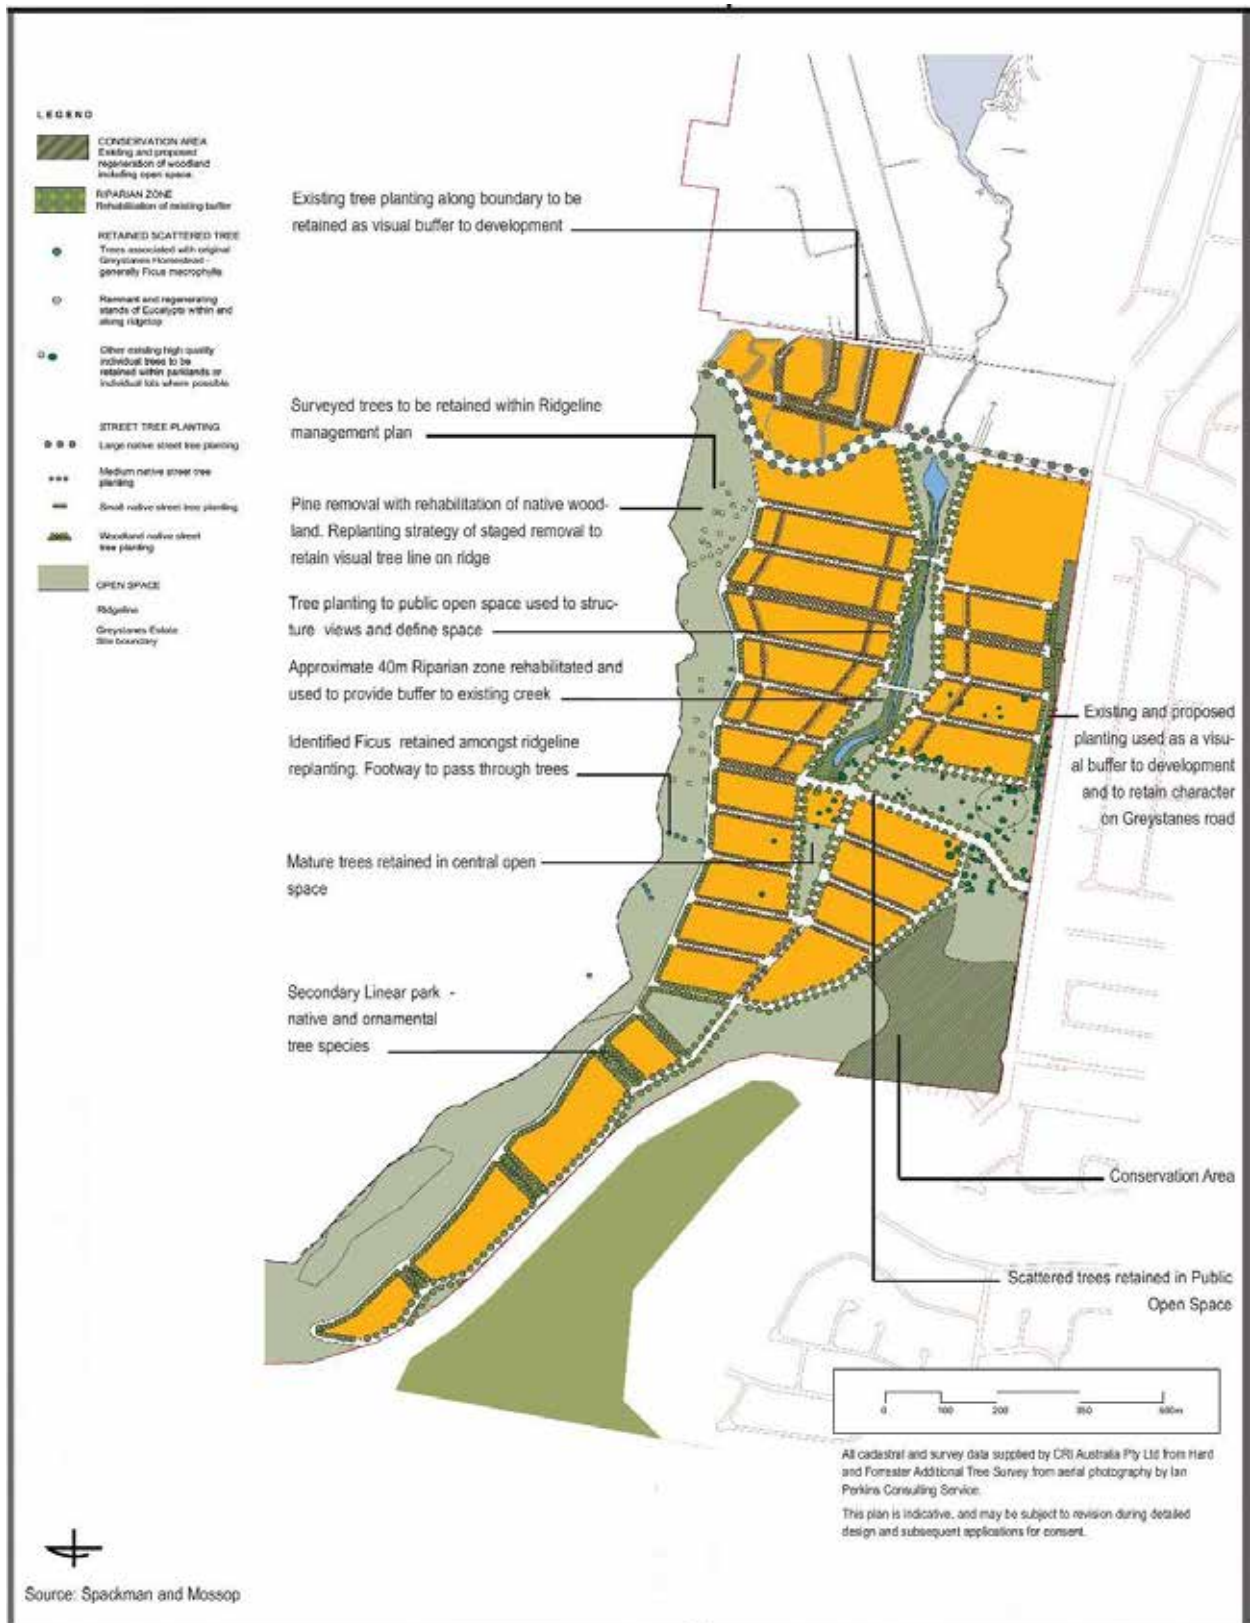 LEGEND
CONSERVATION AREA
Existing and proposed
regeneration of woodland
including open space
RIPARIAN ZONE
Rehabilitation of existing buffer
RETAINED SCATTERED TREE
Trees associated with original
Greystanes Homestead -
generally Ficus macrophylla
Remnant and regenerating
stands of Eucalypts within and
along ridgetop
Other existing high quality
individual trees to be
retained within parklands or
individual lots where possible
STREET TREE PLANTING
Large native street tree planting
Medium native street tree
planting
Small native street tree planting
Woodland native street
tree planting
OPEN SPACE
Ridgeline
Greystanes Estate
Site boundary
Existing tree planting along boundary to be
retained as visual buffer to development
Surveyed trees to be retained within Ridgeline
management plan
Pine removal with rehabilitation of native wood-
land. Replanting strategy of staged removal to
retain visual tree line on ridge
Tree planting to public open space used to struc-
ture views and define space
Approximate 40m Riparian zone rehabilitated and
used to provide buffer to existing creek
Identified Ficus retained amongst ridgeline
replanting. Footway to pass through trees
Mature trees retained in central open
space
Secondary Linear park -
native and ornamental
tree species
Existing and proposed
planting used as a visu-
al buffer to development
and to retain character
on Greystanes road
Conservation Area
Scattered trees retained in Public
Open Space
0 100 200 350 500m
All cadastral and survey data supplied by CRI Australia Pty Ltd from Hard
and Forrester Additional Tree Survey from aerial photography by Ian
Perkins Consulting Service.
This plan is indicative, and may be subject to revision during detailed
design and subsequent applications for consent.
Source: Spackman and Mossop